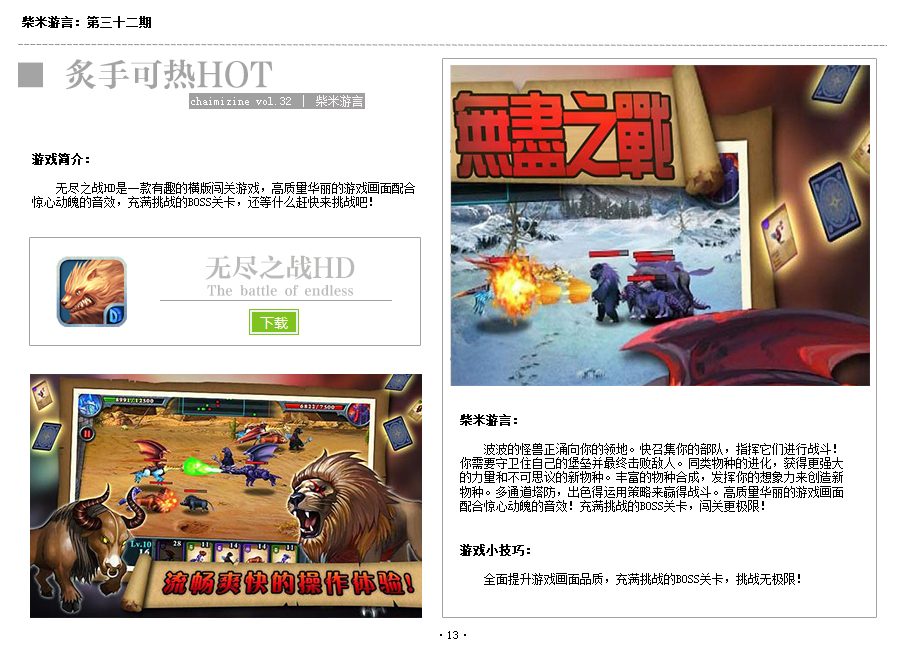 柴米游言：第三十二期
炙手可热HOT
chaimizine vol.32 | 柴米游言
游戏简介：
无尽之战HD是一款有趣的横版闯关游戏，高质量华丽的游戏画面配合
惊心动魄的音效，充满挑战的BOSS关卡，还等什么赶快来挑战吧！
无尽之战HD
The battle of endless
下载
8991/12500
6822/7500
Lv.10
16
28
11
14
14
11
流畅爽快的操作体验！
無盡之戰
柴米游言：
波波的怪兽正涌向你的领地。快召集你的部队，指挥它们进行战斗！
你需要守卫住自己的堡垒并最终击败敌人。同类物种的进化，获得更强大
的力量和不可思议的新物种。丰富的物种合成，发挥你的想象力来创造新
物种。多通道塔防，出色得运用策略来赢得战斗。高质量华丽的游戏画面
配合惊心动魄的音效！充满挑战的BOSS关卡，闯关更极限！
游戏小技巧：
全面提升游戏画面品质，充满挑战的BOSS关卡，挑战无极限！
· 13 ·